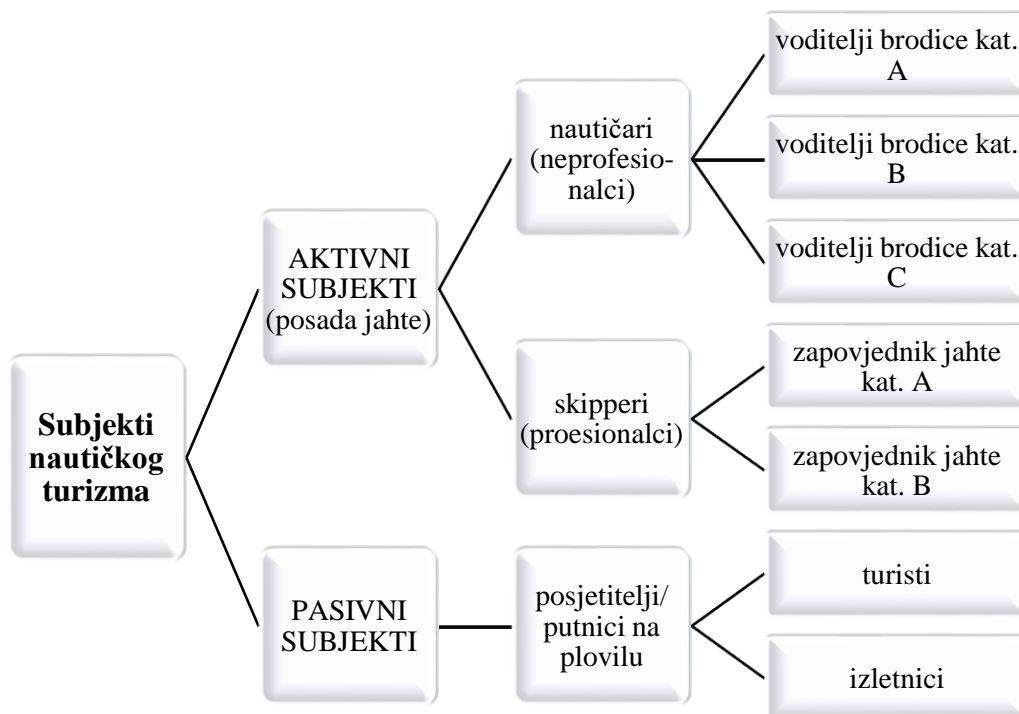 Subjekti
nautičkog
turizma
AKTIVNI
SUBJEKTI
(posada jahte)
nautičari
(neprofesio-
nalci)
voditelji brodice kat.
A
voditelji brodice kat.
B
voditelji brodice kat.
C
skipperi
(proesionalci)
zapovjednik jahte
kat. A
zapovjednik jahte
kat. B
PASIVNI
SUBJEKTI
posjetitelji/
putnici na
plovilu
turisti
izletnici